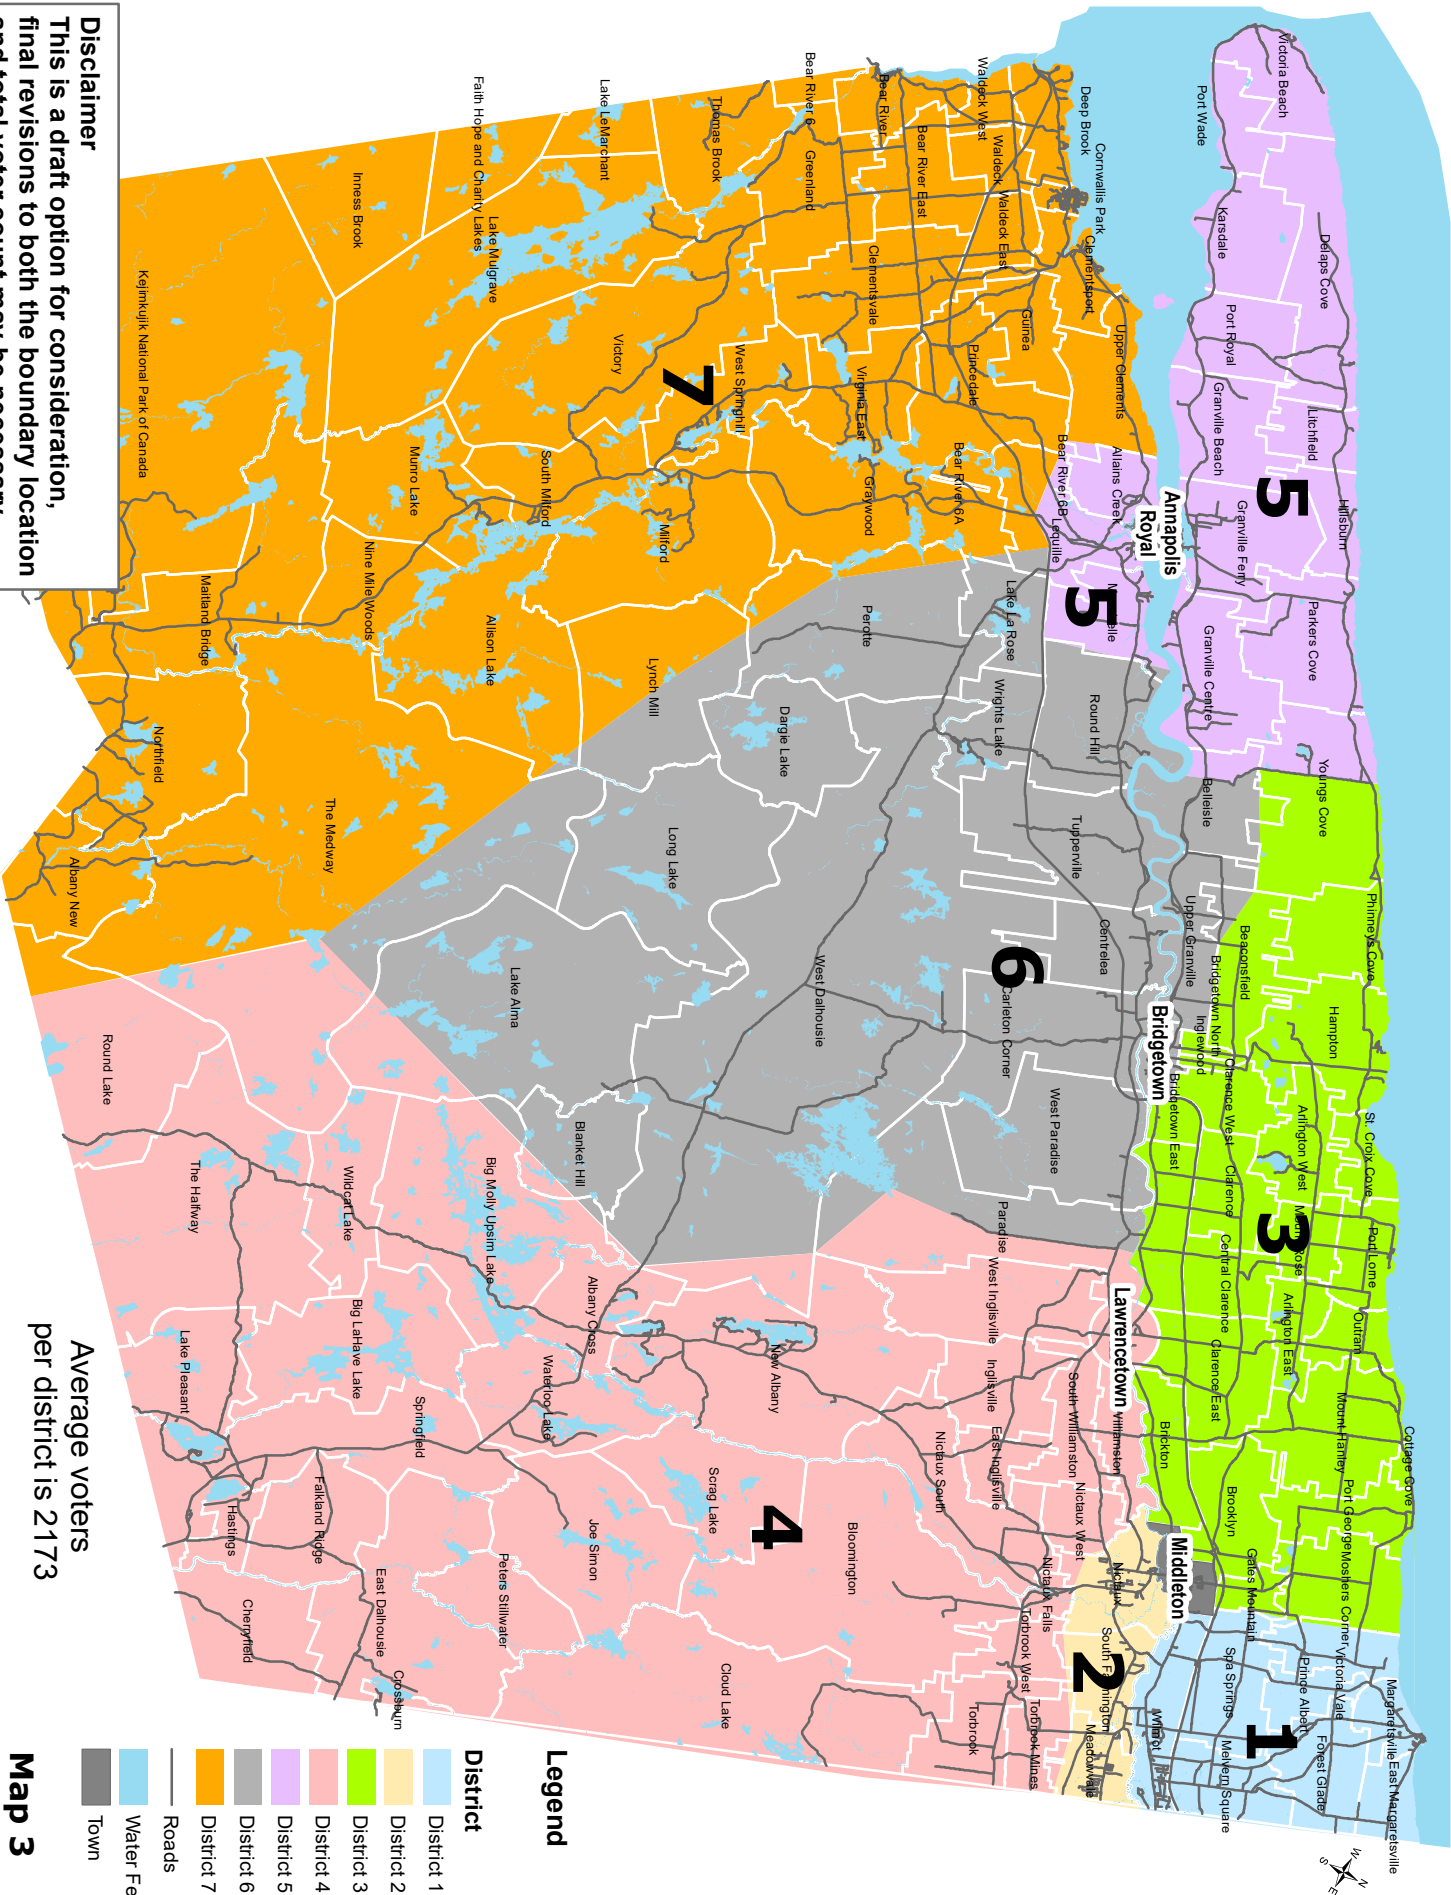 Disclaimer
This is a draft option for consideration,
final revisions to both the boundary location
Victoria Beach
Port Wade
Karsdale
Delaps Cove
Port Royal
Granville Beach
Litchfield
Hillsburn
Granville Ferry
Parkers Cove
Granville Centre
5
Youngs Cove
Belleisle
Phinneys Cove
Hampton
Beaconsfield
Upper Granville
Bridgetown North
Inglewood
Clarence West
Bridgetown East
St. Croix Cove
Arlington West
Clarence
3
Port Lorne
Central Clarence
Arlington East
Outram
Clarence East
Mount Hanley
Cottage Cove
Port George
Brickton
Brooklyn
Gates Mountain
Moshers Corner
Victoria Vale
Prince Albert
Spa Springs
1
Margaretsville
East Margaretsville
Forest Glade
Melvern Square
Wilmot
Deep Brook
Cornwallis Park
Clementsport
Upper Clements
Allains Creek
Annapolis
Royal
5
Bear River 6B
Lequille
Round Hill
Tupperville
Centrelea
Bridgetown
Lawrencetown
Williamston
South Williamston
Middleton
Nictaux
Nictaux West
South Farmington
2
Meadowvale
Waldeck West
Waldeck
Waldeck East
Guinea
Princedale
Bear River
Bear River East
Bear River 6
Greenland
Clementsvale
Virginia East
Bear River 6A
Graywood
Lake La Rose
Wrights Lake
Perotte
6
Carleton Corner
West Paradise
Paradise
West Inglisville
Inglisville
East Inglisville
Nictaux South
Nictaux Falls
Torbrook West
Torbrook Mines
Torbrook
Thomas Brook
Lake LeMarchant
Faith Hope and Charity Lakes
Lake Mulgrave
Victory
West Springhill
7
South Milford
Milford
Munro Lake
Inness Brook
Kejimkujik National Park of Canada
Nine Mile Woods
Maitland Bridge
Allison Lake
Lynch Mill
Northfield
The Medway
Albany New
Dargie Lake
Long Lake
West Dalhousie
Lake Alma
Blanket Hill
Round Lake
The Halfway
Wildcat Lake
Big Molly Upsim Lake
Albany Cross
New Albany
Big LaHave Lake
Waterloo Lake
Lake Pleasant
Springfield
Hastings
Falkland Ridge
Cherryfield
East Dalhousie
Crossburn
Peters Stillwater
Joe Simon
Scrag Lake
4
Bloomington
Cloud Lake
Average voters
per district is 2173
Legend
District
District 1
District 2
District 3
District 4
District 5
District 6
District 7
Roads
Water Fe
Town
Map 3
N
E
S
W